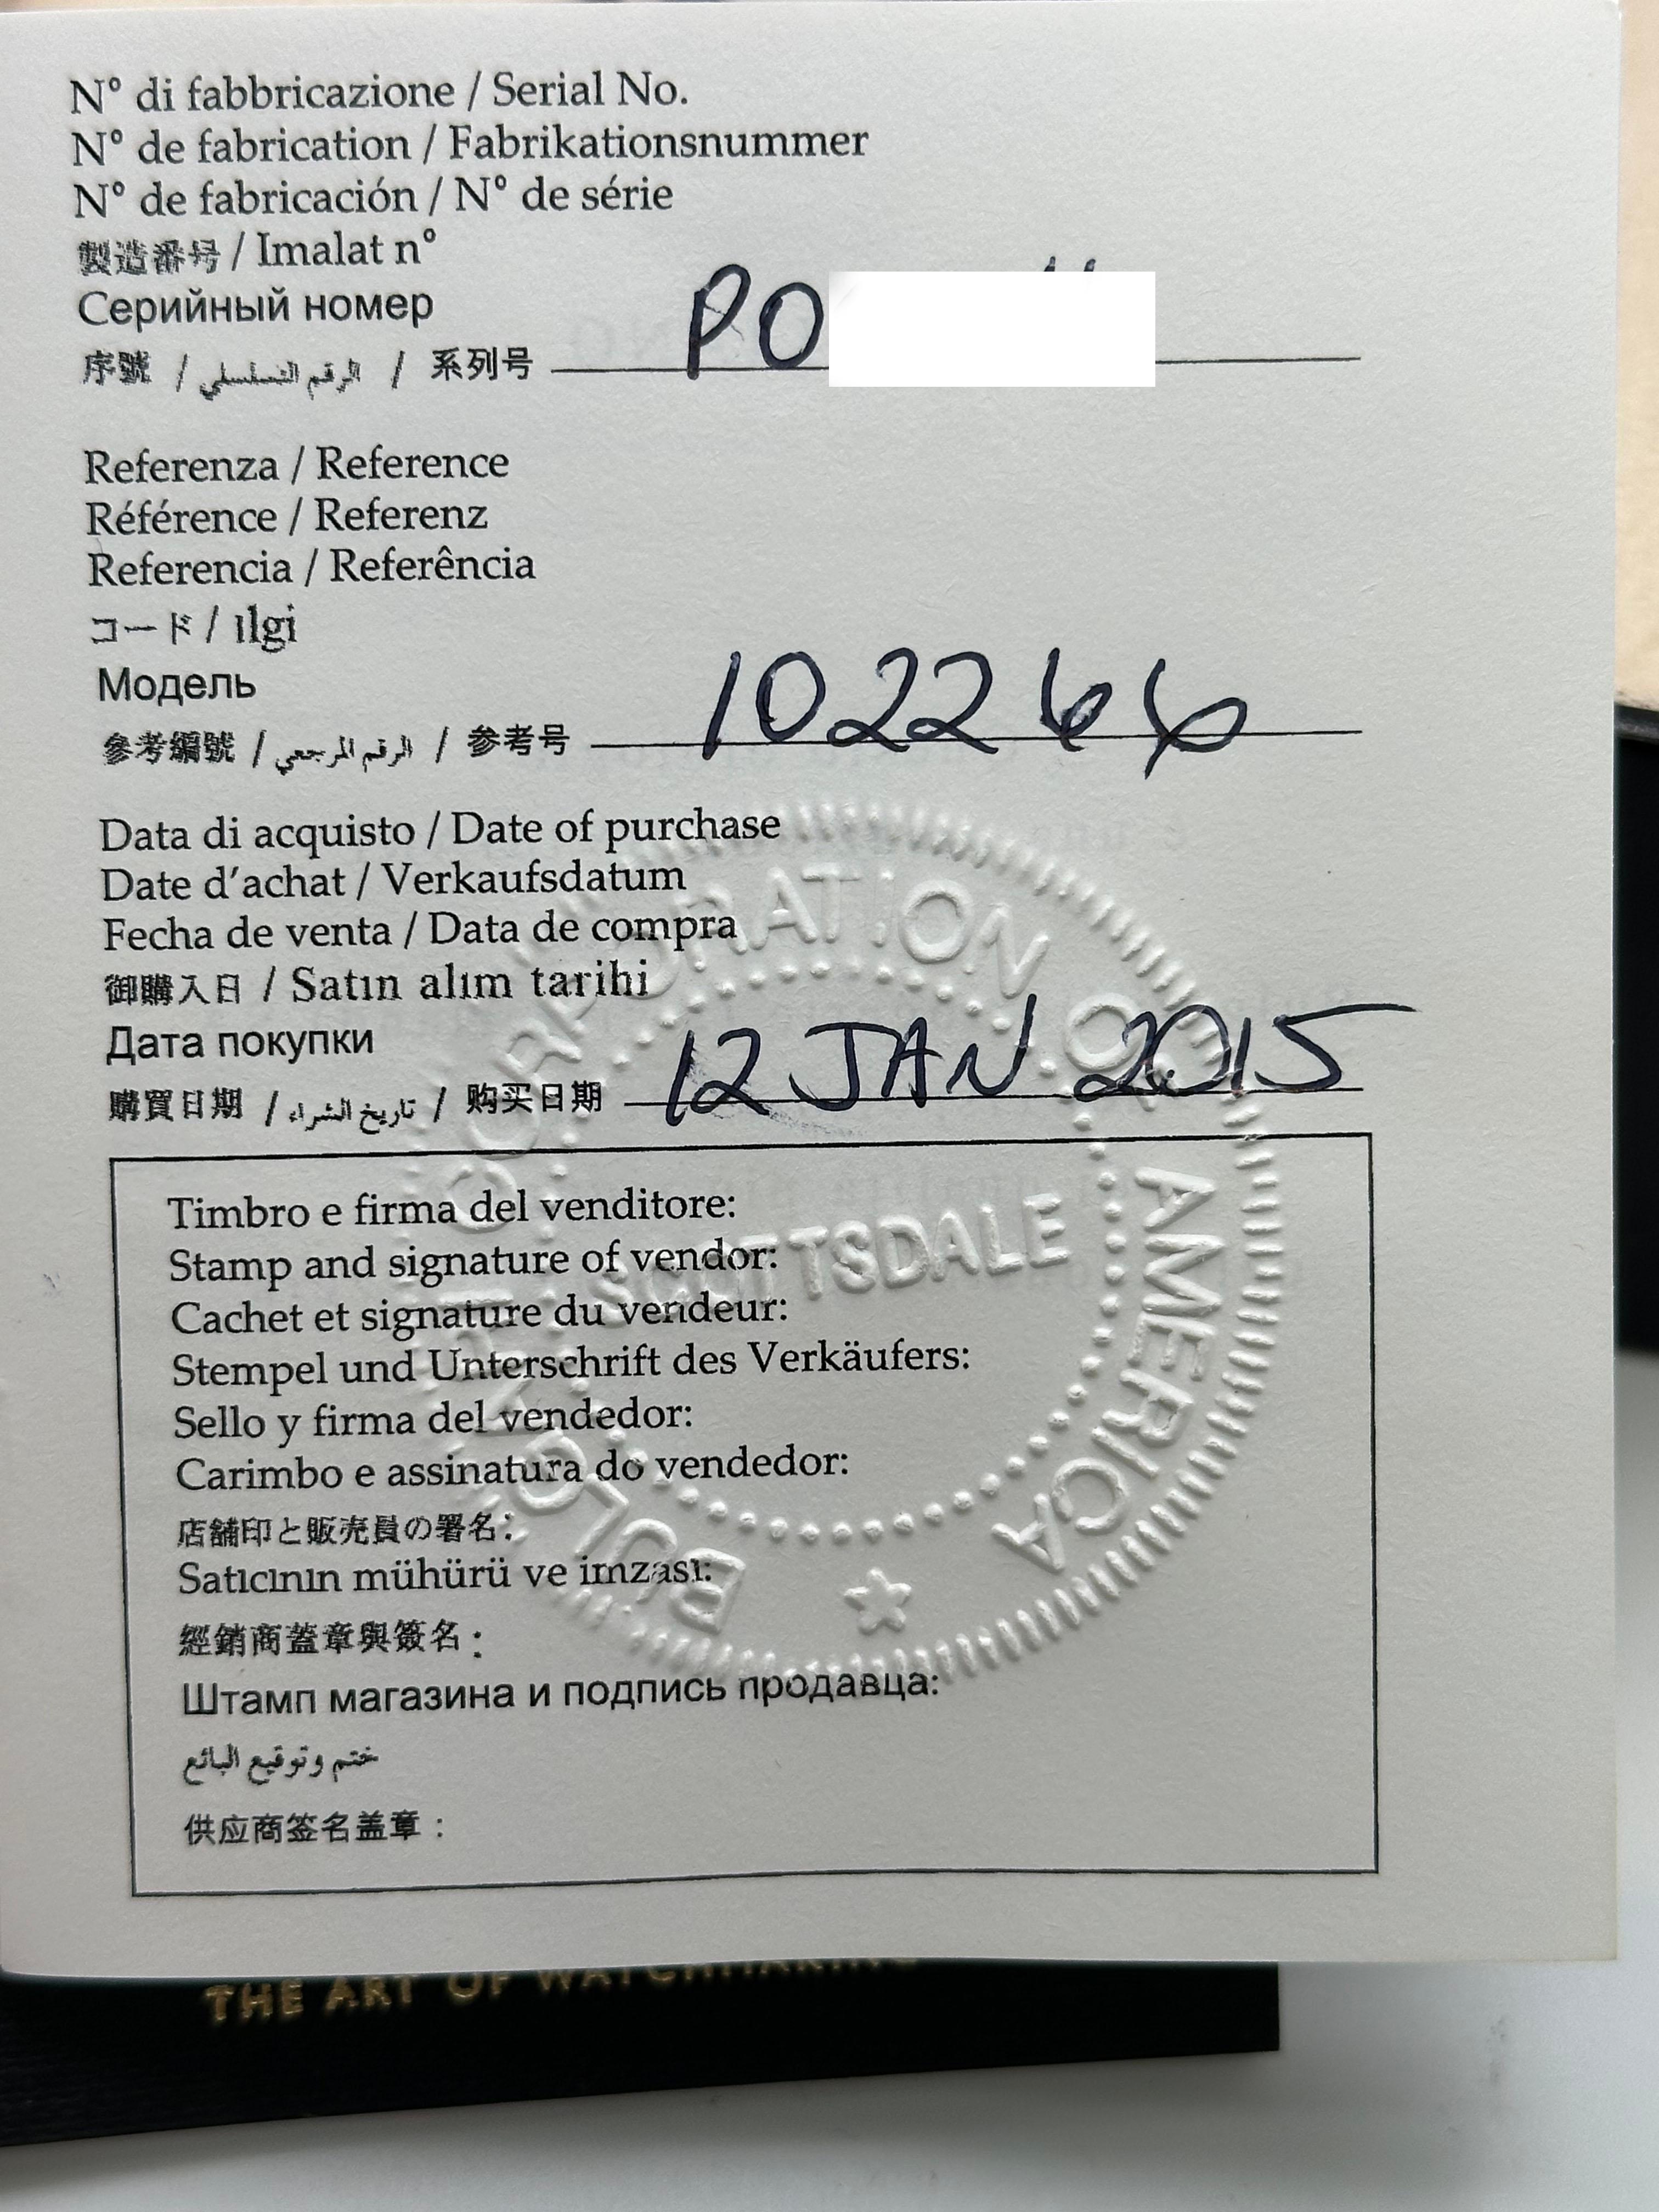 N° di fabbricazione / Serial No.
N° de fabrication / Fabrikationsnummer
N° de fabricación / N° de série
製造番号 / Imalat n°
Серийный номер
序號 / الرقم التسلسلي / 系列号 PO
Referenza / Reference
Référence / Referenz
Referencia / Referência
コード / ılgi
Модель
參考編號 / الرقم المرجعي / 参考号 102266
Data di acquisto / Date of purchase
Date d’achat / Verkaufsdatum
Fecha de venta / Data de compra
御購入日 / Satın alım tarihi
Дата покупки
購買日期 / تاريخ الشراء / 购买日期 12 JAN 2015
Timbro e firma del venditore:
Stamp and signature of vendor:
Cachet et signature du vendeur:
Stempel und Unterschrift des Verkäufers:
Sello y firma del vendedor:
Carimbo e assinatura do vendedor:
店舗印と販売員の署名:
Satıcının mühürü ve imzası:
經銷商蓋章與簽名:
Штамп магазина и подпись продавца:
ختم وتوقيع البائع
供应商签名盖章:
CORPORATION OF AMERICA
SCOTTSDALE
THE ART OF WATCHMAKING